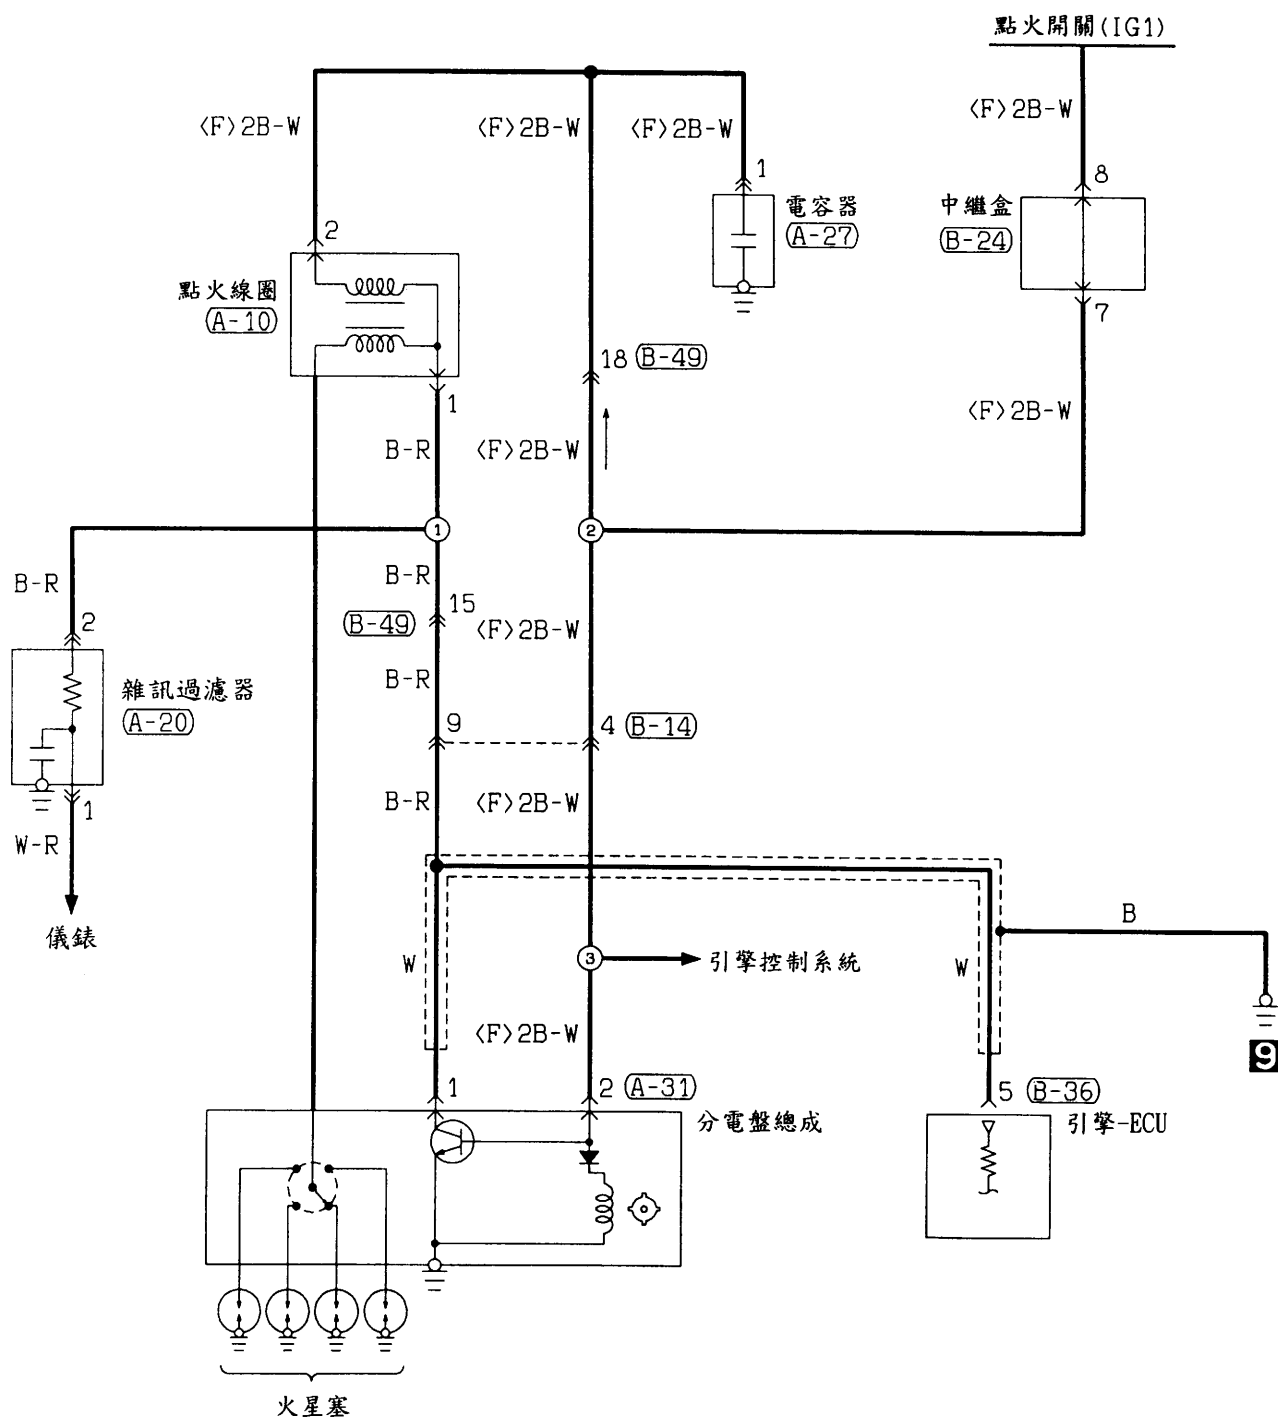 點火開關(IG1)
<F>2B-W
<F>2B-W
<F>2B-W
<F>2B-W
1
8
電容器
A-27
中繼盒
B-24
2
點火線圈
A-10
7
18 B-49
1
<F>2B-W
B-R
<F>2B-W
1
2
B-R
B-R
15
B-49
<F>2B-W
2
B-R
雜訊過濾器
A-20
9
4 B-14
1
B-R
<F>2B-W
W-R
儀錶
B
W
3
引擎控制系統
W
<F>2B-W
9
1
2 A-31
5 B-36
分電盤總成
引擎-ECU
火星塞